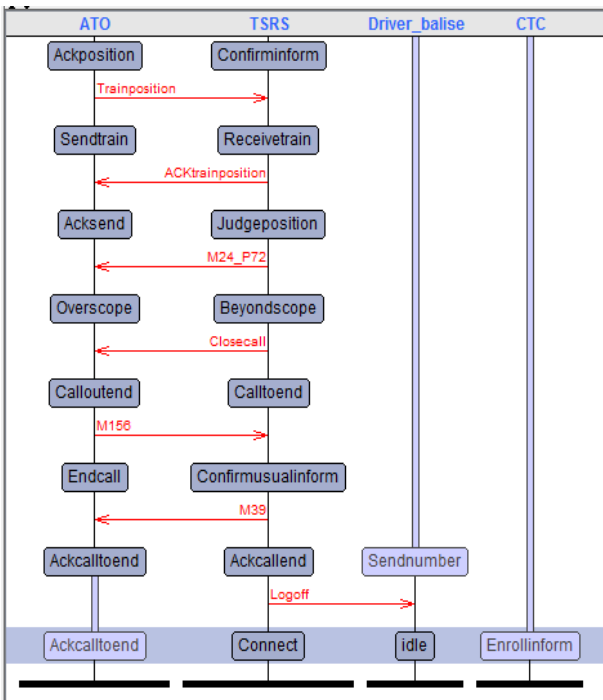 ATO TSRS Driver_balise CTC
Ackposition Confirminform
Trainposition
Sendtrain Receivetrain
ACKtrainposition
Acksend Judgeposition
M24_P72
Overscope Beyondscope
Closecall
Calloutend Calltoend
M156
Endcall Confirmusualinform
M39
Ackcalltoend Ackcallend Sendnumber
Logoff
Ackcalltoend Connect idle Enrollinform